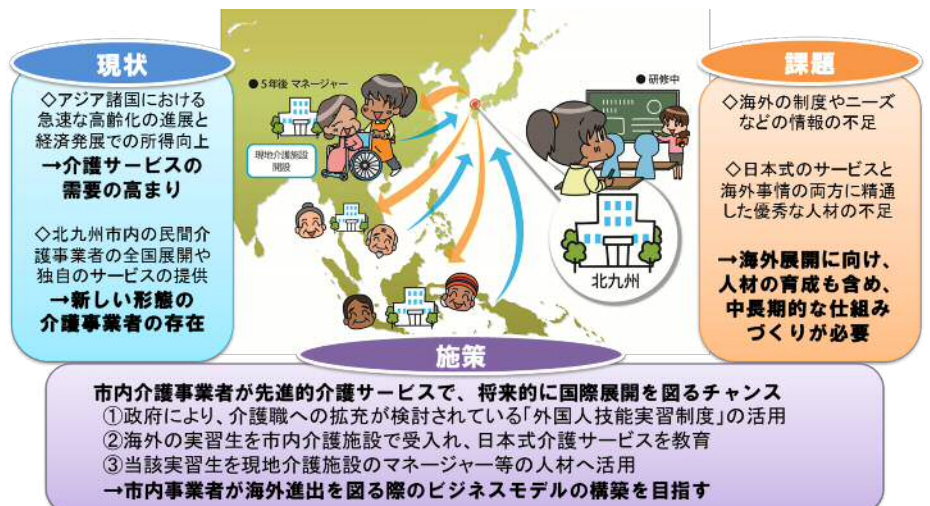 現状
◇アジア諸国における
急速な高齢化の進展と
経済発展での所得向上
→介護サービスの
需要の高まり
◇北九州市内の民間介
護事業者の全国展開や
独自のサービスの提供
→新しい形態の
介護事業者の存在
●5年後 マネージャー
現地介護施設
開設
●研修中
北九州
課題
◇海外の制度やニーズ
などの情報の不足
◇日本式のサービスと
海外事情の両方に精通
した優秀な人材の不足
→海外展開に向け、
人材の育成も含め、
中長期的な仕組み
づくりが必要
施策
市内介護事業者が先進的介護サービスで、将来的に国際展開を図るチャンス
①政府により、介護職への拡充が検討されている「外国人技能実習制度」の活用
②海外の実習生を市内介護施設で受入れ、日本式介護サービスを教育
③当該実習生を現地介護施設のマネージャー等の人材へ活用
→市内事業者が海外進出を図る際のビジネスモデルの構築を目指す